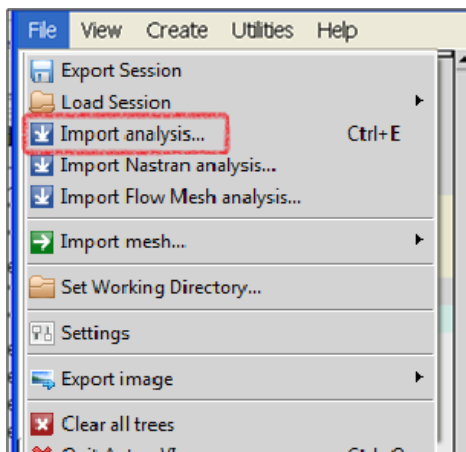 File View Create Utilities Help
Export Session
Load Session
Import analysis... Ctrl+E
Import Nastran analysis...
Import Flow Mesh analysis...
Import mesh...
Set Working Directory...
Settings
Export image
Clear all trees